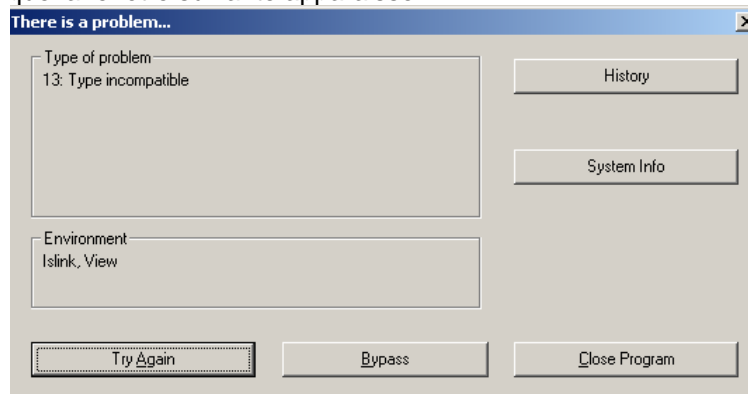 There is a problem...
Type of problem
13: Type incompatible
History
System Info
Environment
Islink, View
Try Again
Bypass
Close Program